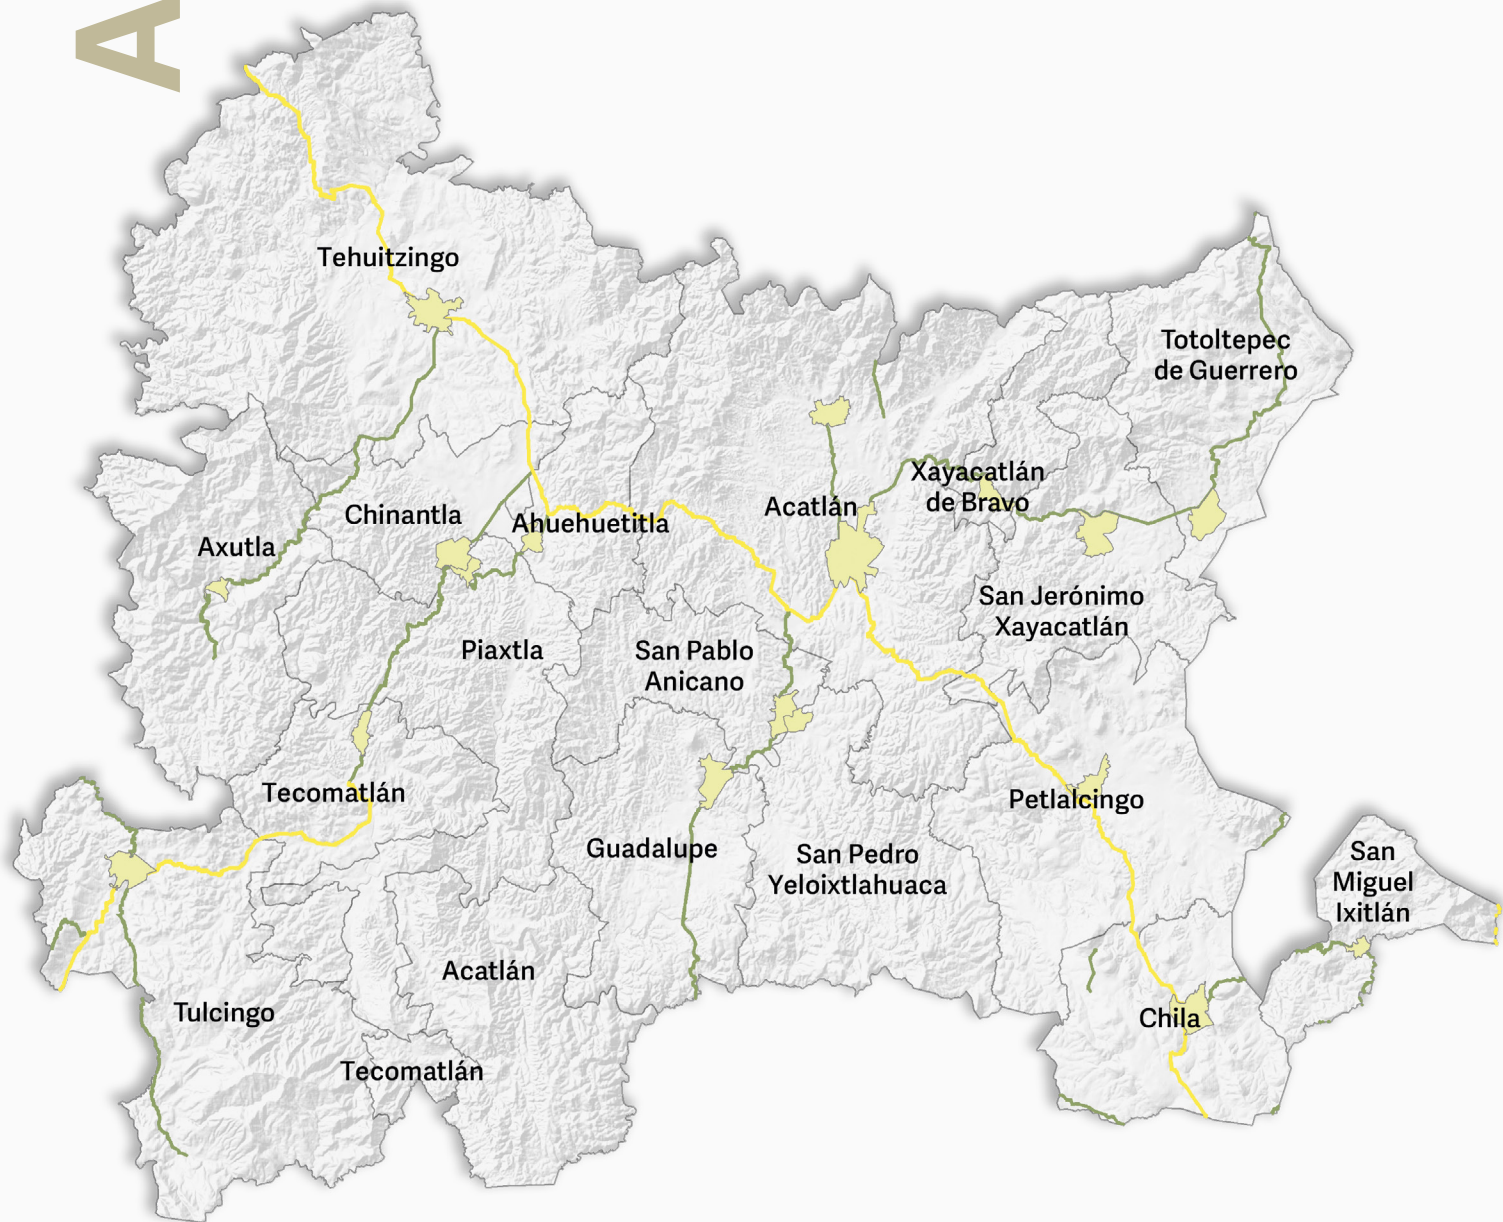 A
Tehuitzingo
Totoltepec
de Guerrero
Xayacatlán
de Bravo
Acatlán
Chinantla
Ahuehuetitla
Axutla
San Jerónimo
Xayacatlán
Piaxtla
San Pablo
Anicano
Tecomatlán
Petlalcingo
Guadalupe
San Pedro
Yeloixtlahuaca
San
Miguel
Ixitlán
Acatlán
Tulcingo
Chila
Tecomatlán